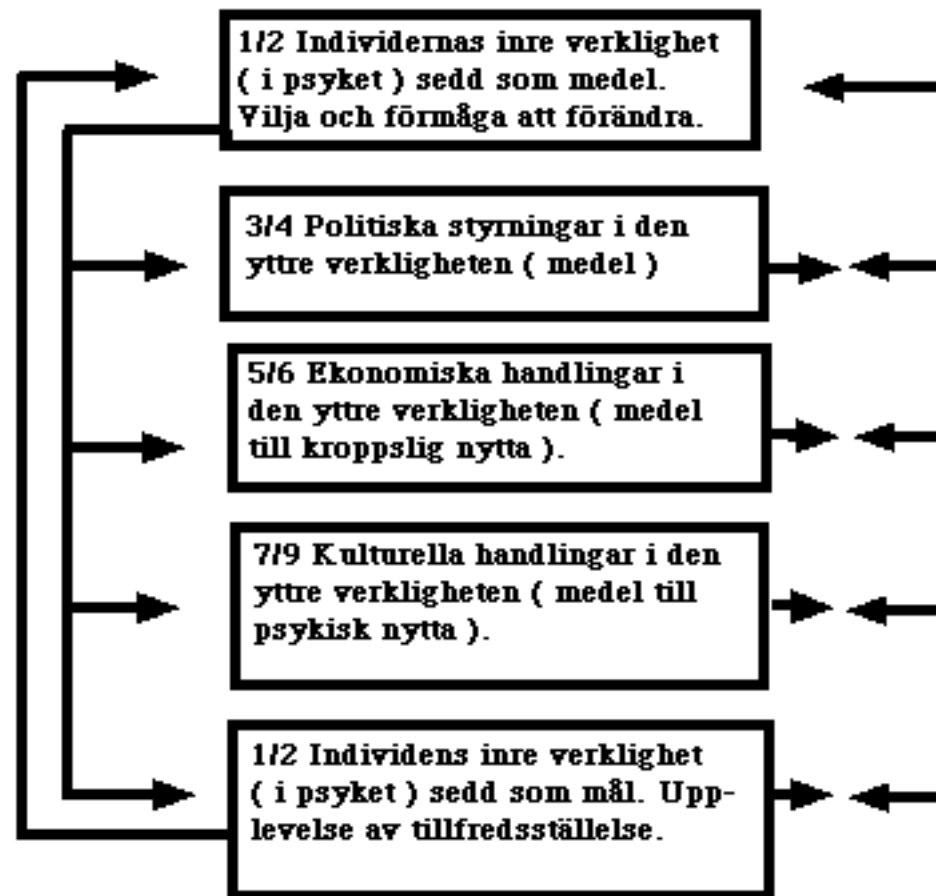 1/2 Individernas inre verklighet
( i psyket ) sedd som medel.
Vilja och förmåga att förändra.
3/4 Politiska styrningar i den
yttre verkligheten ( medel )
5/6 Ekonomiska handlingar i
den yttre verkligheten ( medel
till kroppslig nytta ).
7/9 Kulturella handlingar i den
yttre verkligheten ( medel till
psykisk nytta ).
1/2 Individens inre verklighet
( i psyket ) sedd som mål. Upp-
levelse av tillfredsställelse.